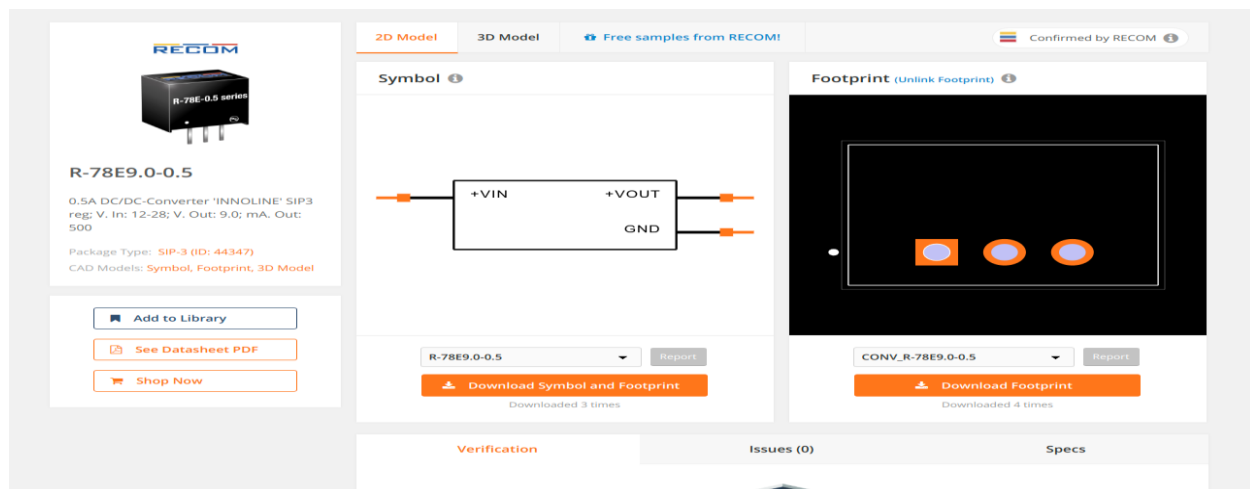 RECOM
R-78E-0.5 series
R-78E9.0-0.5
0.5A DC/DC-Converter 'INNOLINE' SIP3
reg; V. In: 12-28; V. Out: 9.0; mA. Out:
500
Package Type: SIP-3 (ID: 44347)
CAD Models: Symbol, Footprint, 3D Model
Add to Library
See Datasheet PDF
Shop Now
2D Model 3D Model Free samples from RECOM! Confirmed by RECOM
Symbol
+VIN +VOUT
GND
R-78E9.0-0.5 Report
Download Symbol and Footprint
Downloaded 3 times
Footprint (Unlink Footprint)
CONV_R-78E9.0-0.5 Report
Download Footprint
Downloaded 4 times
Verification Issues (0) Specs